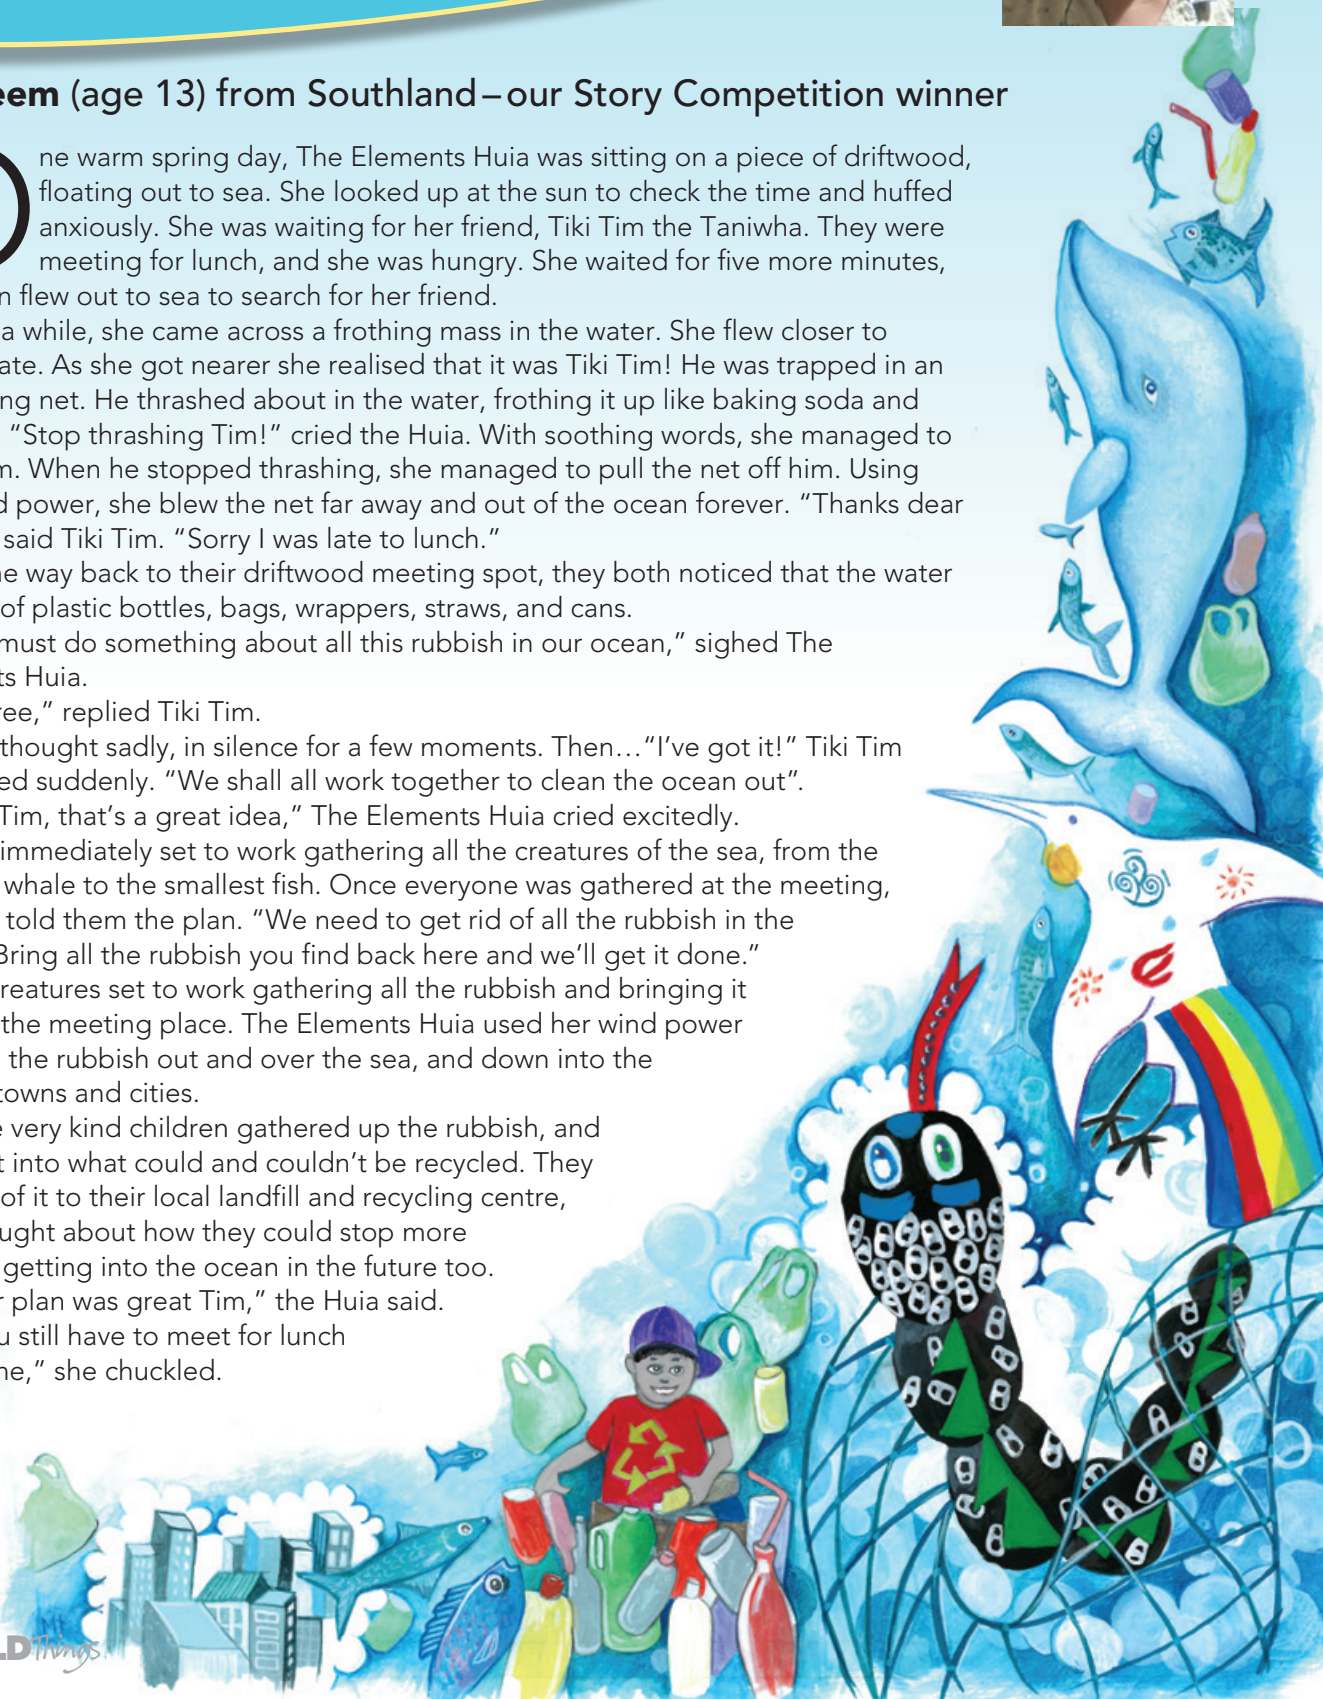 eem (age 13) from Southland – our Story Competition winner
One warm spring day, The Elements Huia was sitting on a piece of driftwood,
floating out to sea. She looked up at the sun to check the time and huffed
anxiously. She was waiting for her friend, Tiki Tim the Taniwha. They were
meeting for lunch, and she was hungry. She waited for five more minutes,
n flew out to sea to search for her friend.
a while, she came across a frothing mass in the water. She flew closer to
ate. As she got nearer she realised that it was Tiki Tim! He was trapped in an
ng net. He thrashed about in the water, frothing it up like baking soda and
“Stop thrashing Tim!” cried the Huia. With soothing words, she managed to
m. When he stopped thrashing, she managed to pull the net off him. Using
d power, she blew the net far away and out of the ocean forever. “Thanks dear
said Tiki Tim. “Sorry I was late to lunch.”
e way back to their driftwood meeting spot, they both noticed that the water
of plastic bottles, bags, wrappers, straws, and cans.
must do something about all this rubbish in our ocean,” sighed The
ts Huia.
ree,” replied Tiki Tim.
thought sadly, in silence for a few moments. Then…“I’ve got it!” Tiki Tim
ed suddenly. “We shall all work together to clean the ocean out”.
Tim, that’s a great idea,” The Elements Huia cried excitedly.
immediately set to work gathering all the creatures of the sea, from the
whale to the smallest fish. Once everyone was gathered at the meeting,
told them the plan. “We need to get rid of all the rubbish in the
Bring all the rubbish you find back here and we’ll get it done.”
reatures set to work gathering all the rubbish and bringing it
the meeting place. The Elements Huia used her wind power
the rubbish out and over the sea, and down into the
towns and cities.
e very kind children gathered up the rubbish, and
t into what could and couldn’t be recycled. They
of it to their local landfill and recycling centre,
ught about how they could stop more
getting into the ocean in the future too.
r plan was great Tim,” the Huia said.
u still have to meet for lunch
ne,” she chuckled.
LD Things